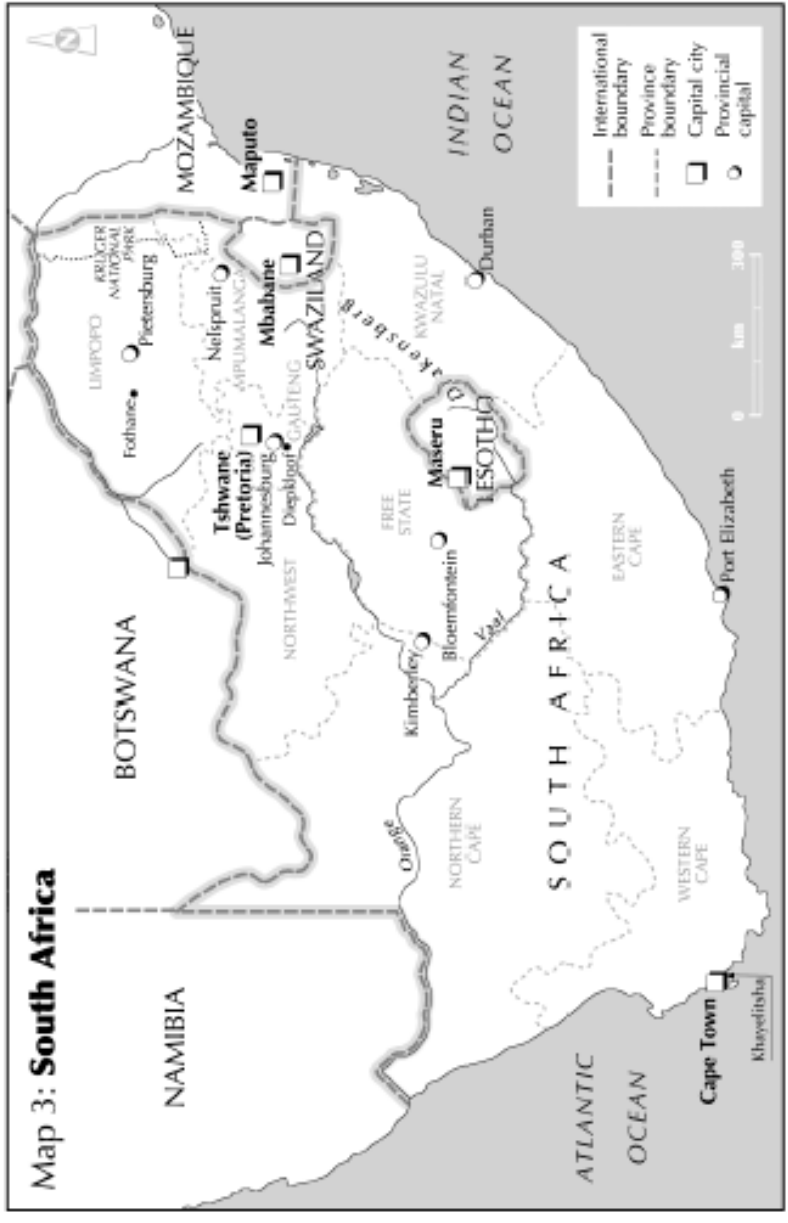 Map 3: South Africa
N
NAMIBIA
BOTSWANA
MOZAMBIQUE
LIMPOPO
KRUGER
NATIONAL
PARK
Pietersburg
Fothane
Nelspruit
MPUMALANGA
Maputo
Mbabane
SWAZILAND
Tshwane
(Pretoria)
Johannesburg
Diepkloof
GAUTENG
NORTHWEST
FREE
STATE
Drakensberg
KWAZULU
NATAL
Durban
Maseru
LESOTHO
Kimberley
Bloemfontein
Vaal
Orange
NORTHERN
CAPE
SOUTH AFRICA
EASTERN
CAPE
WESTERN
CAPE
Port Elizabeth
Cape Town
Khayelitsha
ATLANTIC
OCEAN
INDIAN
OCEAN
International
boundary
Province
boundary
Capital city
Provincial
capital
0 km 300